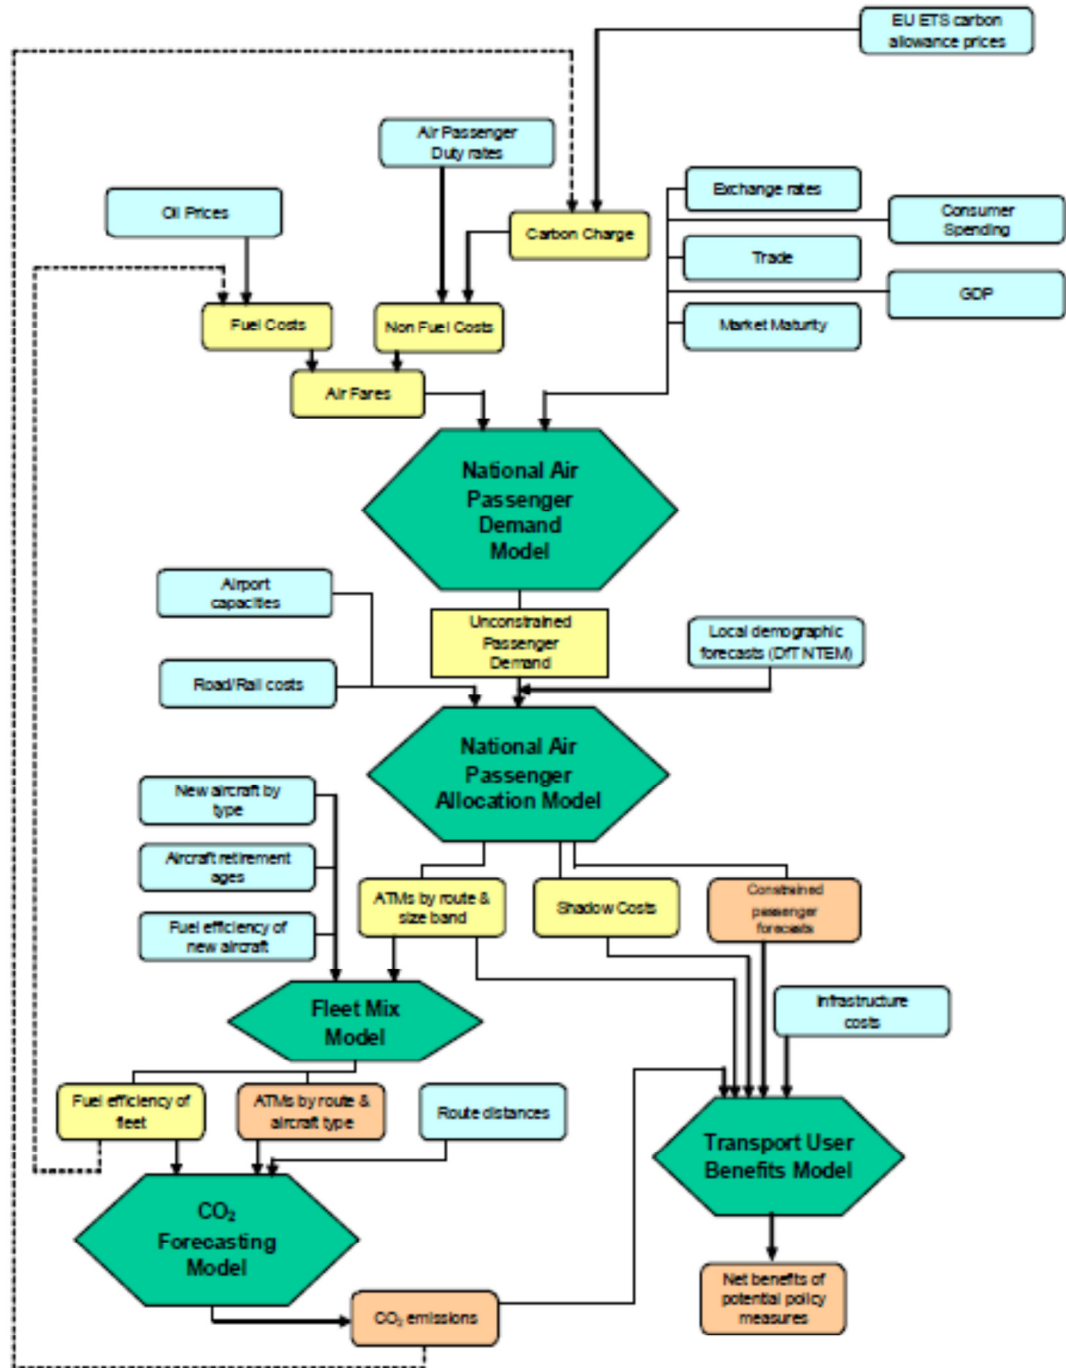 EU ETS carbon
allowance prices
Air Passenger
Duty rates
Exchange rates
Oil Prices
Consumer
Spending
Carbon Charge
Trade
GDP
Fuel Costs
Non Fuel Costs
Market Maturity
Air Fares
National Air
Passenger
Demand
Model
Airport
capacities
Unconstrained
Passenger
Demand
Local demographic
forecasts (DfT NTEM)
Road/Rail costs
National Air
Passenger
Allocation Model
New aircraft by
type
Aircraft retirement
ages
ATMs by route &
size band
Shadow Costs
Constrained
passenger
forecasts
Fuel efficiency of
new aircraft
Fleet Mix
Model
Infrastructure
costs
Fuel efficiency of
fleet
ATMs by route &
aircraft type
Route distances
Transport User
Benefits Model
CO₂
Forecasting
Model
Net benefits of
potential policy
measures
CO₂ emissions